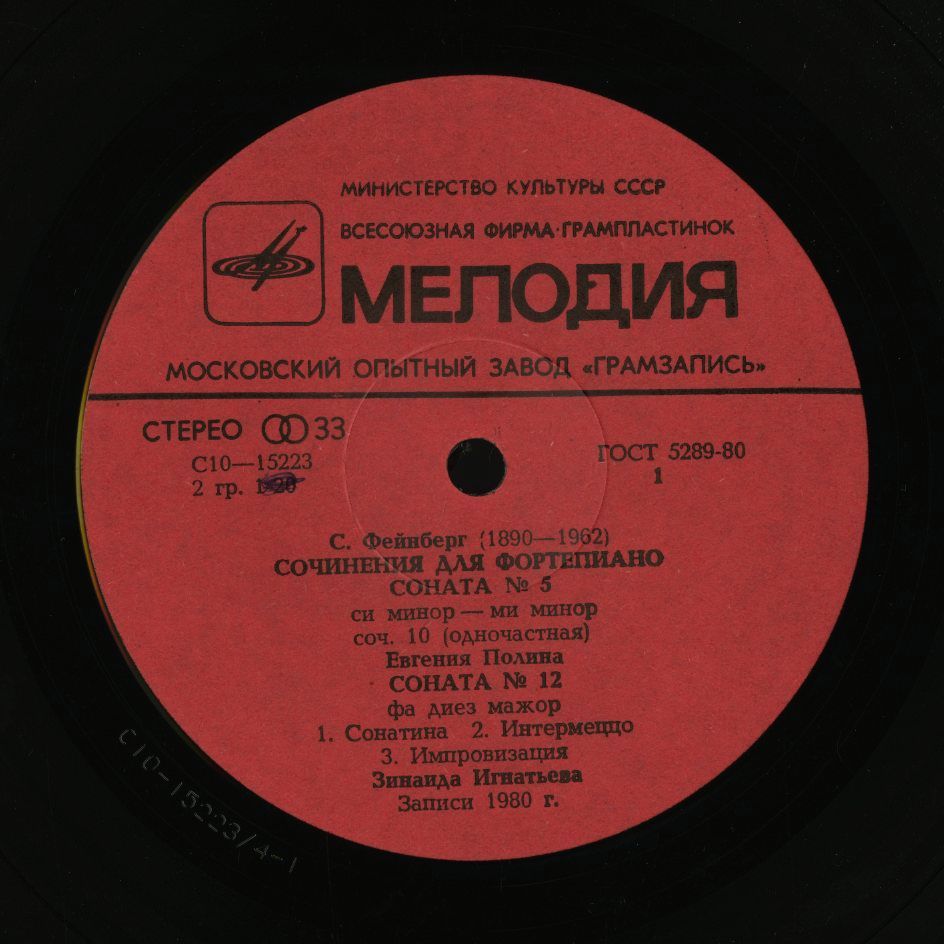 МИНИСТЕРСТВО КУЛЬТУРЫ СССР
ВСЕСОЮЗНАЯ ФИРМА·ГРАМПЛАСТИНОК
МЕЛОДИЯ
МОСКОВСКИЙ ОПЫТНЫЙ ЗАВОД «ГРАМЗАПИСЬ»
СТЕРЕО 33
ГОСТ 5289-80
С10—15223
1
2 гр. 1-20
С. Фейнберг (1890—1962)
СОЧИНЕНИЯ ДЛЯ ФОРТЕПИАНО
СОНАТА № 5
си минор — ми минор
соч. 10 (одночастная)
Евгения Полина
СОНАТА № 12
фа диез мажор
1. Сонатина 2. Интермеццо
3. Импровизация
Зинаида Игнатьева
Записи 1980 г.
С10-15223/4-1